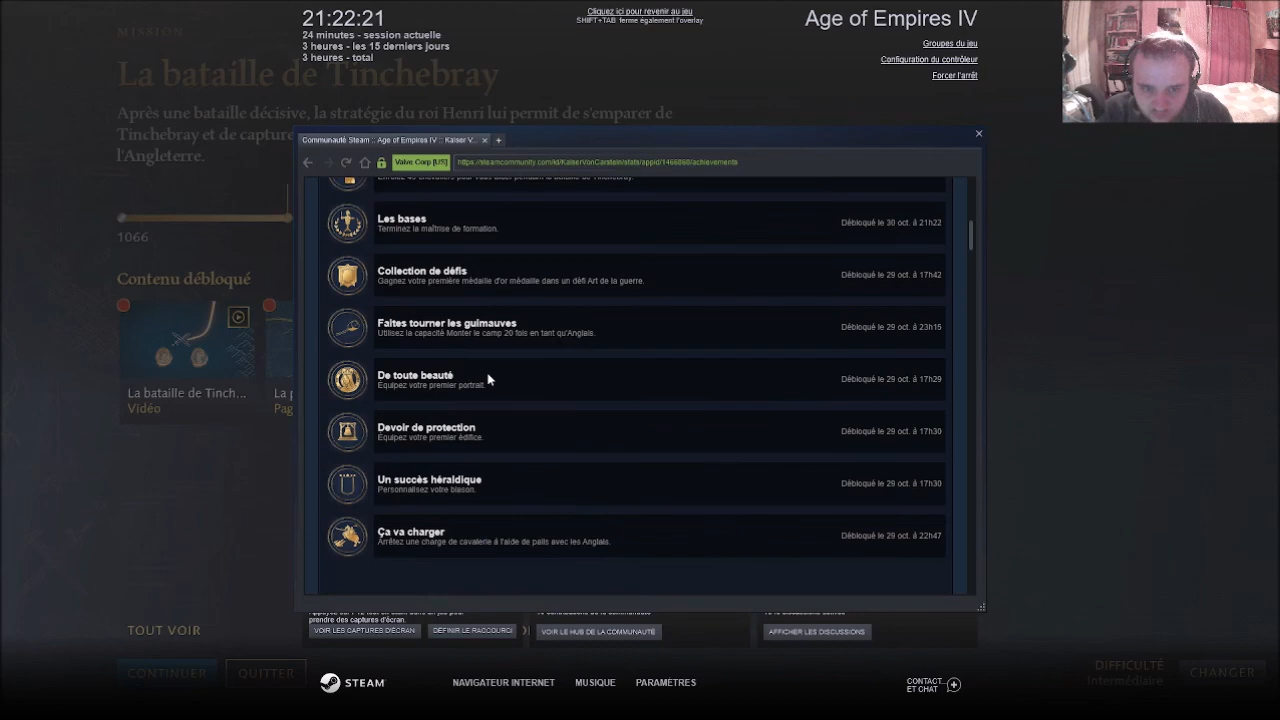 MISSION
21:22:21
24 minutes - session actuelle
3 heures - les 15 derniers jours
3 heures - total
Cliquez ici pour revenir au jeu
SHIFT+TAB ferme également l'overlay
Age of Empires IV
Groupes du jeu
Configuration du contrôleur
Forcer l'arrêt
La bataille de Tinchebray
Après une bataille décisive, la stratégie du roi Henri lui permit de s'emparer de
Tinchebray et de capture
l'Angleterre.
1066
Contenu débloqué
La bataille de Tinch...
Vidéo
La p
Pag
Communauté Steam :: Age of Empires IV :: Kaiser V...
Valve Corp [US]
https://steamcommunity.com/id/KaiserVonCarstein/stats/appid/1466860/achievements
Les bases
Terminez la maîtrise de formation.
Débloqué le 30 oct. à 21h22
Collection de défis
Gagnez votre première médaille d'or médaille dans un défi Art de la guerre.
Débloqué le 29 oct. à 17h42
Faites tourner les guimauves
Utilisez la capacité Monter le camp 20 fois en tant qu'Anglais.
Débloqué le 29 oct. à 23h15
De toute beauté
Équipez votre premier portrait.
Débloqué le 29 oct. à 17h29
Devoir de protection
Équipez votre premier édifice.
Débloqué le 29 oct. à 17h30
Un succès héraldique
Personnalisez votre blason.
Débloqué le 29 oct. à 17h30
Ça va charger
Arrêtez une charge de cavalerie à l'aide de palis avec les Anglais.
Débloqué le 29 oct. à 22h47
prendre des captures d'écran.
VOIR LES CAPTURES D'ÉCRAN
DÉFINIR LE RACCOURCI
VOIR LE HUB DE LA COMMUNAUTÉ
AFFICHER LES DISCUSSIONS
TOUT VOIR
CONTINUER
QUITTER
DIFFICULTÉ
Intermédiaire
CHANGER
STEAM
NAVIGATEUR INTERNET
MUSIQUE
PARAMÈTRES
CONTACT
ET CHAT